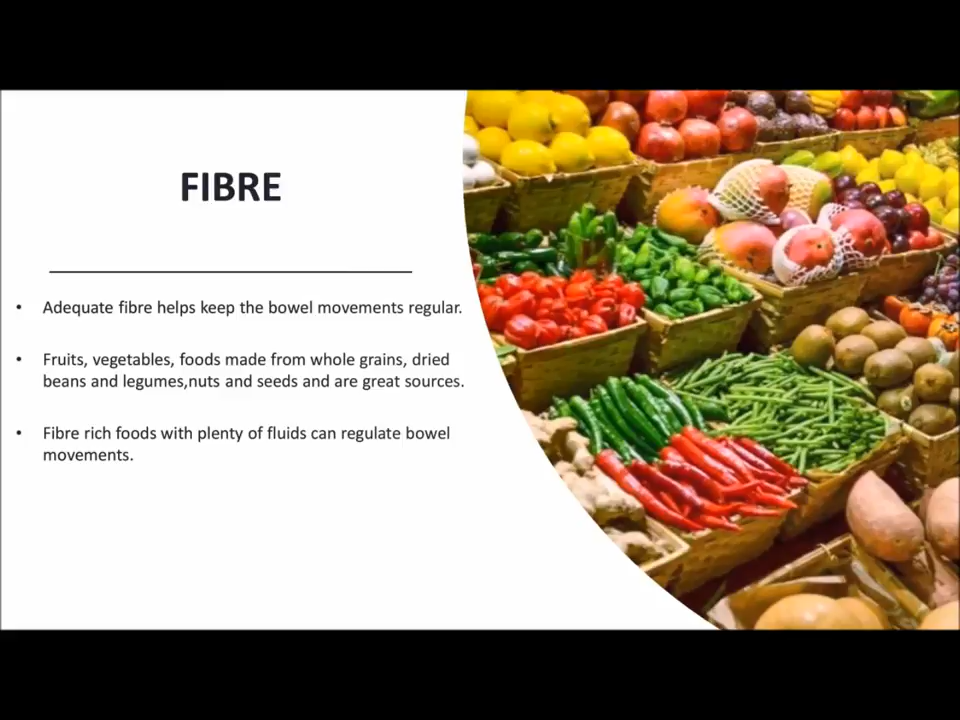 FIBRE
• Adequate fibre helps keep the bowel movements regular.
• Fruits, vegetables, foods made from whole grains, dried
beans and legumes,nuts and seeds and are great sources.
• Fibre rich foods with plenty of fluids can regulate bowel
movements.